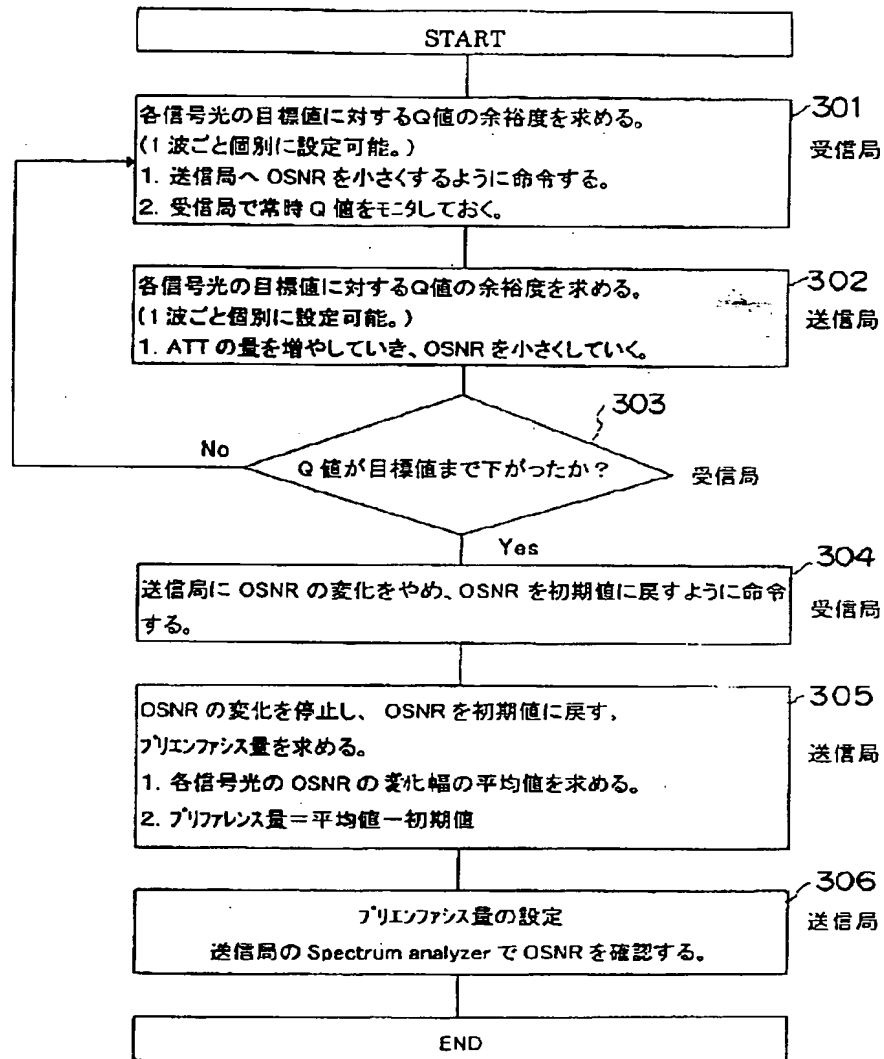 START
各信号光の目標値に対するQ値の余裕度を求める。
(1波ごと個別に設定可能。)
1. 送信局へ OSNR を小さくするように命令する。
2. 受信局で常時 Q 値をモニタしておく。
301
受信局
各信号光の目標値に対するQ値の余裕度を求める。
(1波ごと個別に設定可能。)
1. ATT の量を増やしていき、OSNR を小さくしていく。
302
送信局
303
No
Q 値が目標値まで下がったか？
受信局
Yes
送信局に OSNR の変化をやめ、OSNR を初期値に戻すように命令
する。
304
受信局
OSNR の変化を停止し、 OSNR を初期値に戻す,
プリエンファシス量を求める。
1. 各信号光の OSNR の変化幅の平均値を求める。
2. プリファレンス量＝平均値－初期値
305
送信局
プリエンファシス量の設定
送信局の Spectrum analyzer で OSNR を確認する。
306
送信局
END